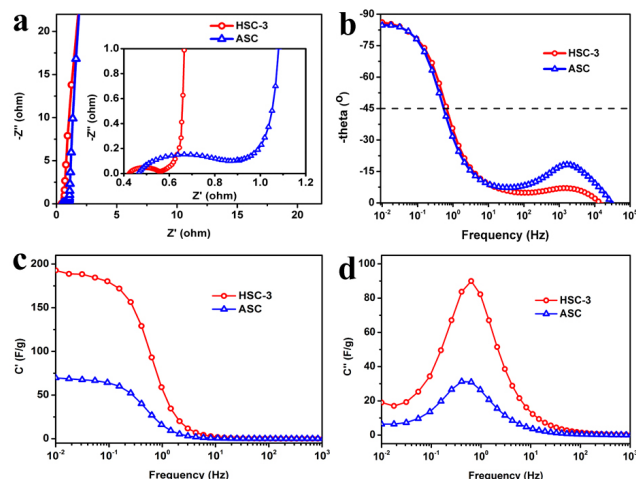 a
HSC-3
ASC
-Z'' (ohm)
20
15
10
5
0
0
5
10
15
20
Z' (ohm)
-Z'' (ohm)
1.0
0.8
0.6
0.4
0.2
0.0
0.4
0.6
0.8
1.0
1.2
Z' (ohm)
b
HSC-3
ASC
-theta (°)
-90
-75
-60
-45
-30
-15
0
10⁻²
10⁻¹
10⁰
10¹
10²
10³
10⁴
10⁵
Frequency (Hz)
c
HSC-3
ASC
C' (F/g)
200
150
100
50
0
10⁻²
10⁻¹
10⁰
10¹
10²
10³
Frequency (Hz)
d
HSC-3
ASC
C'' (F/g)
100
80
60
40
20
0
10⁻²
10⁻¹
10⁰
10¹
10²
10³
Frequency (Hz)